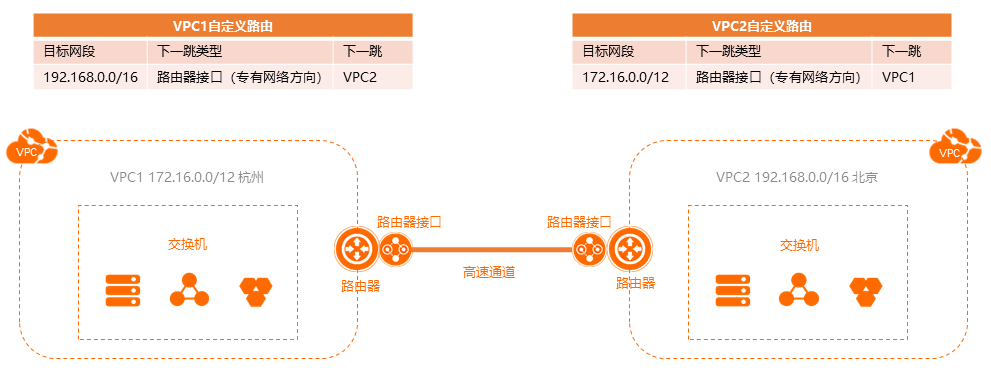 VPC1自定义路由
目标网段 下一跳类型 下一跳
192.168.0.0/16 路由器接口（专有网络方向） VPC2
VPC2自定义路由
目标网段 下一跳类型 下一跳
172.16.0.0/12 路由器接口（专有网络方向） VPC1
VPC
VPC1 172.16.0.0/12 杭州
交换机
路由器接口
路由器
高速通道
VPC
VPC2 192.168.0.0/16 北京
交换机
路由器接口
路由器